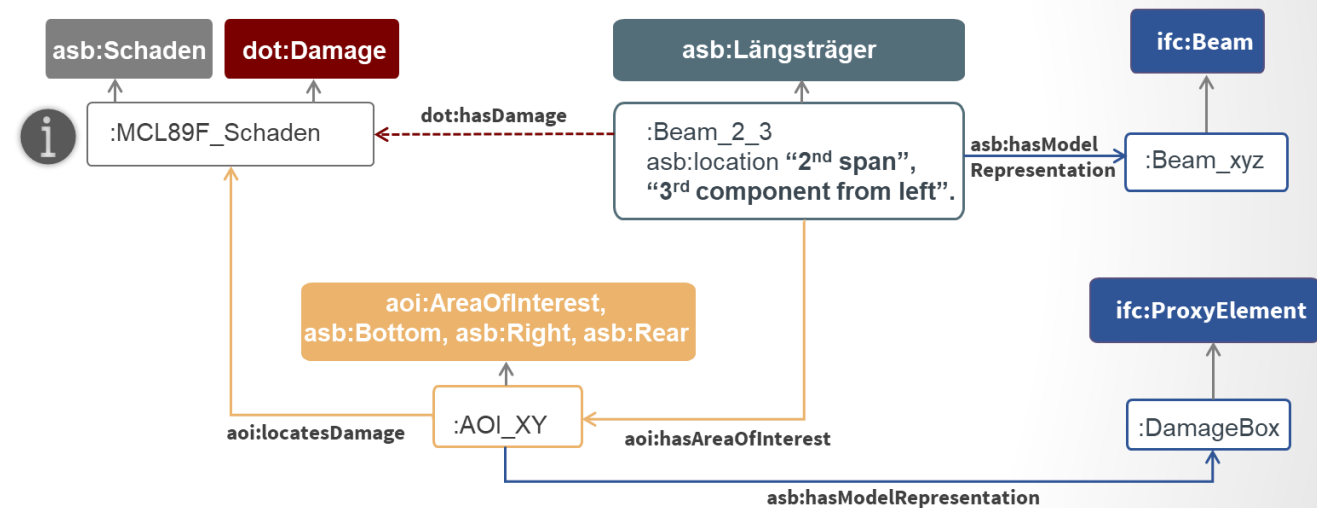 asb:Schaden
dot:Damage
asb:Längsträger
ifc:Beam
i
:MCL89F_Schaden
dot:hasDamage
:Beam_2_3
asb:location “2nd span”,
“3rd component from left”.
asb:hasModel
Representation
:Beam_xyz
aoi:AreaOfInterest,
asb:Bottom, asb:Right, asb:Rear
ifc:ProxyElement
:AOI_XY
aoi:locatesDamage
aoi:hasAreaOfInterest
:DamageBox
asb:hasModelRepresentation